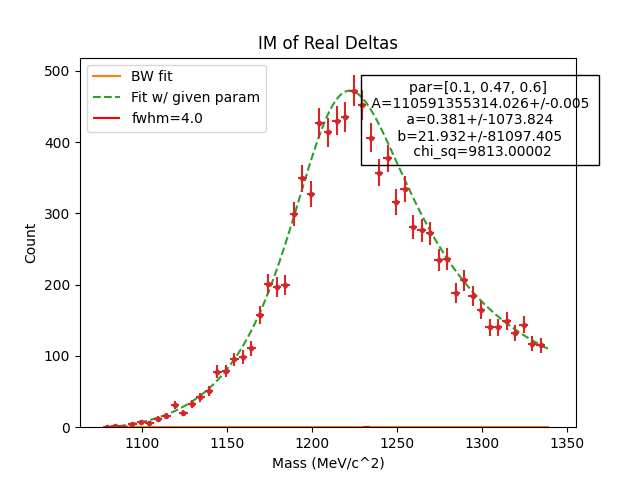 IM of Real Deltas
500
400
300
200
100
0
Count
BW fit
Fit w/ given param
fwhm=4.0
par=[0.1, 0.47, 0.6]
A=110591355314.026+/-0.005
a=0.381+/-1073.824
b=21.932+/-81097.405
chi_sq=9813.00002
1100 1150 1200 1250 1300 1350
Mass (MeV/c^2)